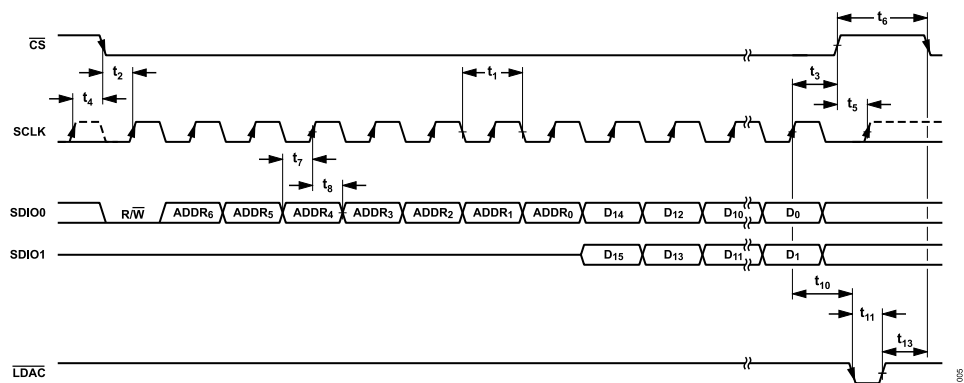 t6
CS
t2
t1
t3
t4
t5
SCLK
t7
t8
SDIO0 R/W ADDR6 ADDR5 ADDR4 ADDR3 ADDR2 ADDR1 ADDR0 D14 D12 D10 D0
SDIO1 D15 D13 D11 D1
t10
t11
t13
LDAC
005